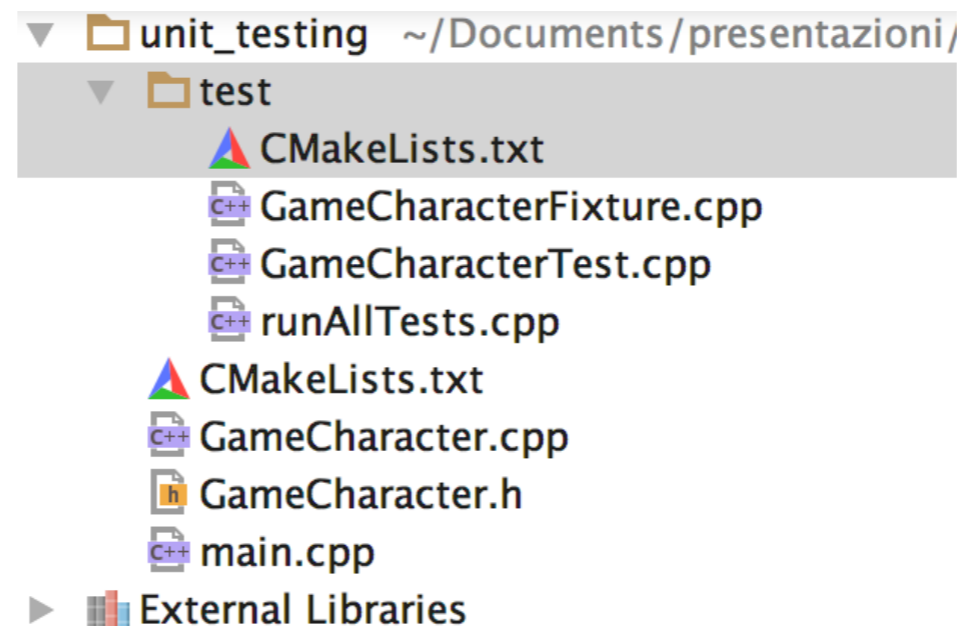 unit_testing ~/Documents/presentazioni/
test
CMakeLists.txt
C++ GameCharacterFixture.cpp
C++ GameCharacterTest.cpp
C++ runAllTests.cpp
CMakeLists.txt
C++ GameCharacter.cpp
h GameCharacter.h
C++ main.cpp
External Libraries